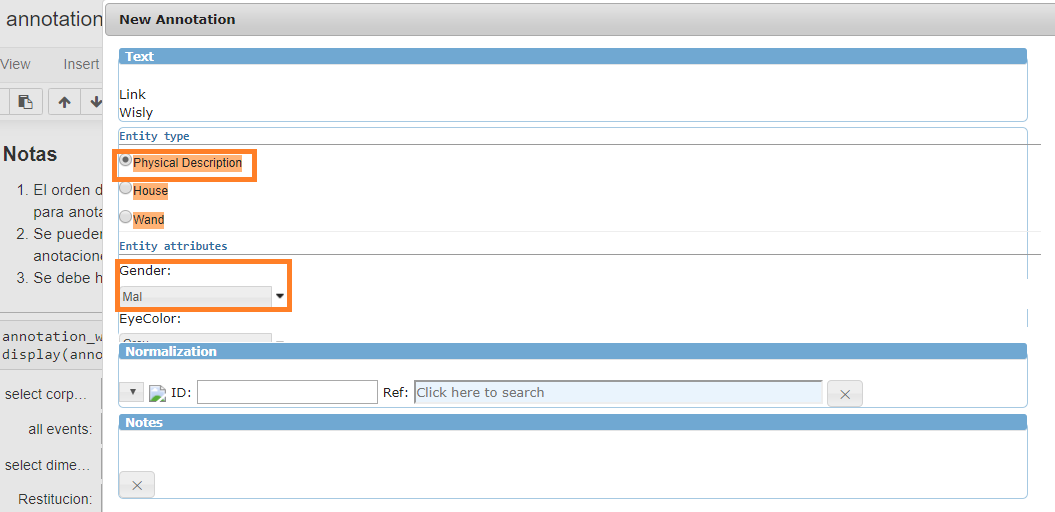 annotation
New Annotation
View Insert
Text
Link
Wisly
Entity type
Physical Description
House
Wand
Entity attributes
Gender:
Mal
EyeColor:
Notas
1. El orden d
para anota
2. Se pueder
anotacione
3. Se debe h
annotation_w
display(anno
select corp...
all events:
select dime...
Restitucion:
Normalization
ID: Ref: Click here to search
Notes